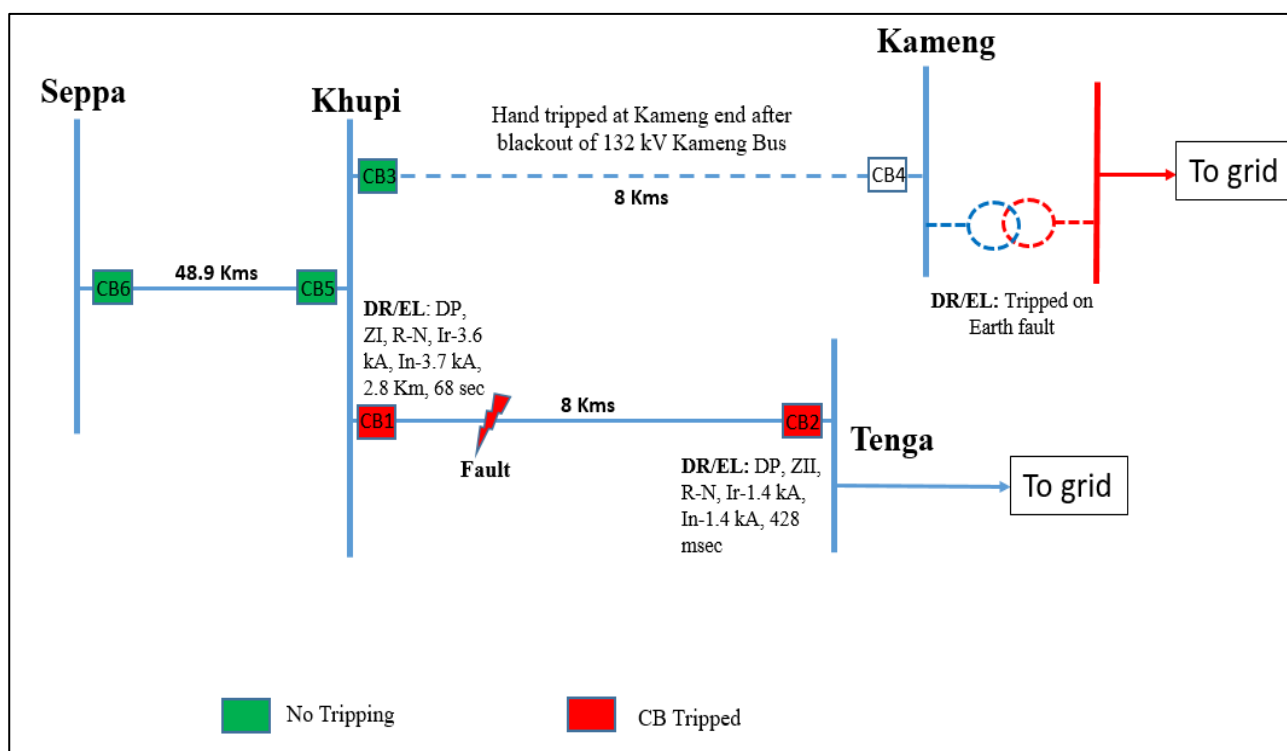 Kameng
Seppa
Khupi
Hand tripped at Kameng end after
blackout of 132 kV Kameng Bus
To grid
CB3
CB4
8 Kms
48.9 Kms
CB6
CB5
DR/EL: DP,
ZI, R-N, Ir-3.6
kA, In-3.7 kA,
2.8 Km, 68 sec
DR/EL: Tripped on
Earth fault
8 Kms
CB1
CB2
Fault
Tenga
DR/EL: DP, ZII,
R-N, Ir-1.4 kA,
In-1.4 kA, 428
msec
To grid
No Tripping
CB Tripped